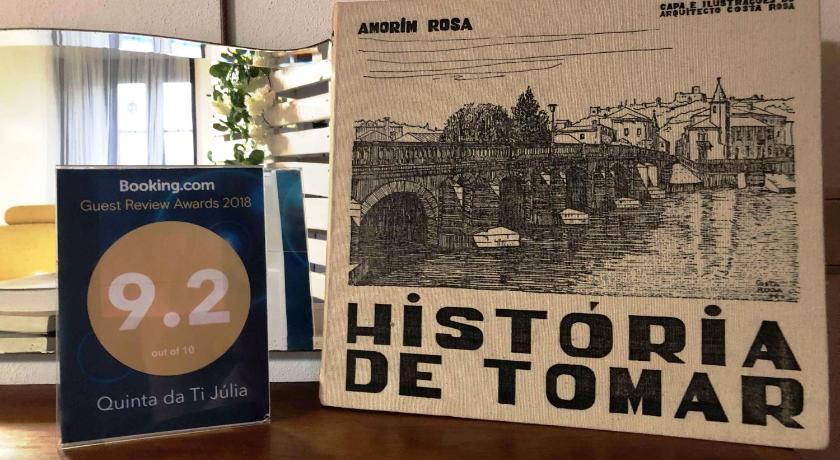 Booking.com
Guest Review Awards 2018
9.2
out of 10
Quinta da Ti Júlia
AMORIM ROSA
CAPA E ILUSTRAÇÕES DE
ARQUITECTO COSTA ROSA
HISTÓRIA
DE TOMAR